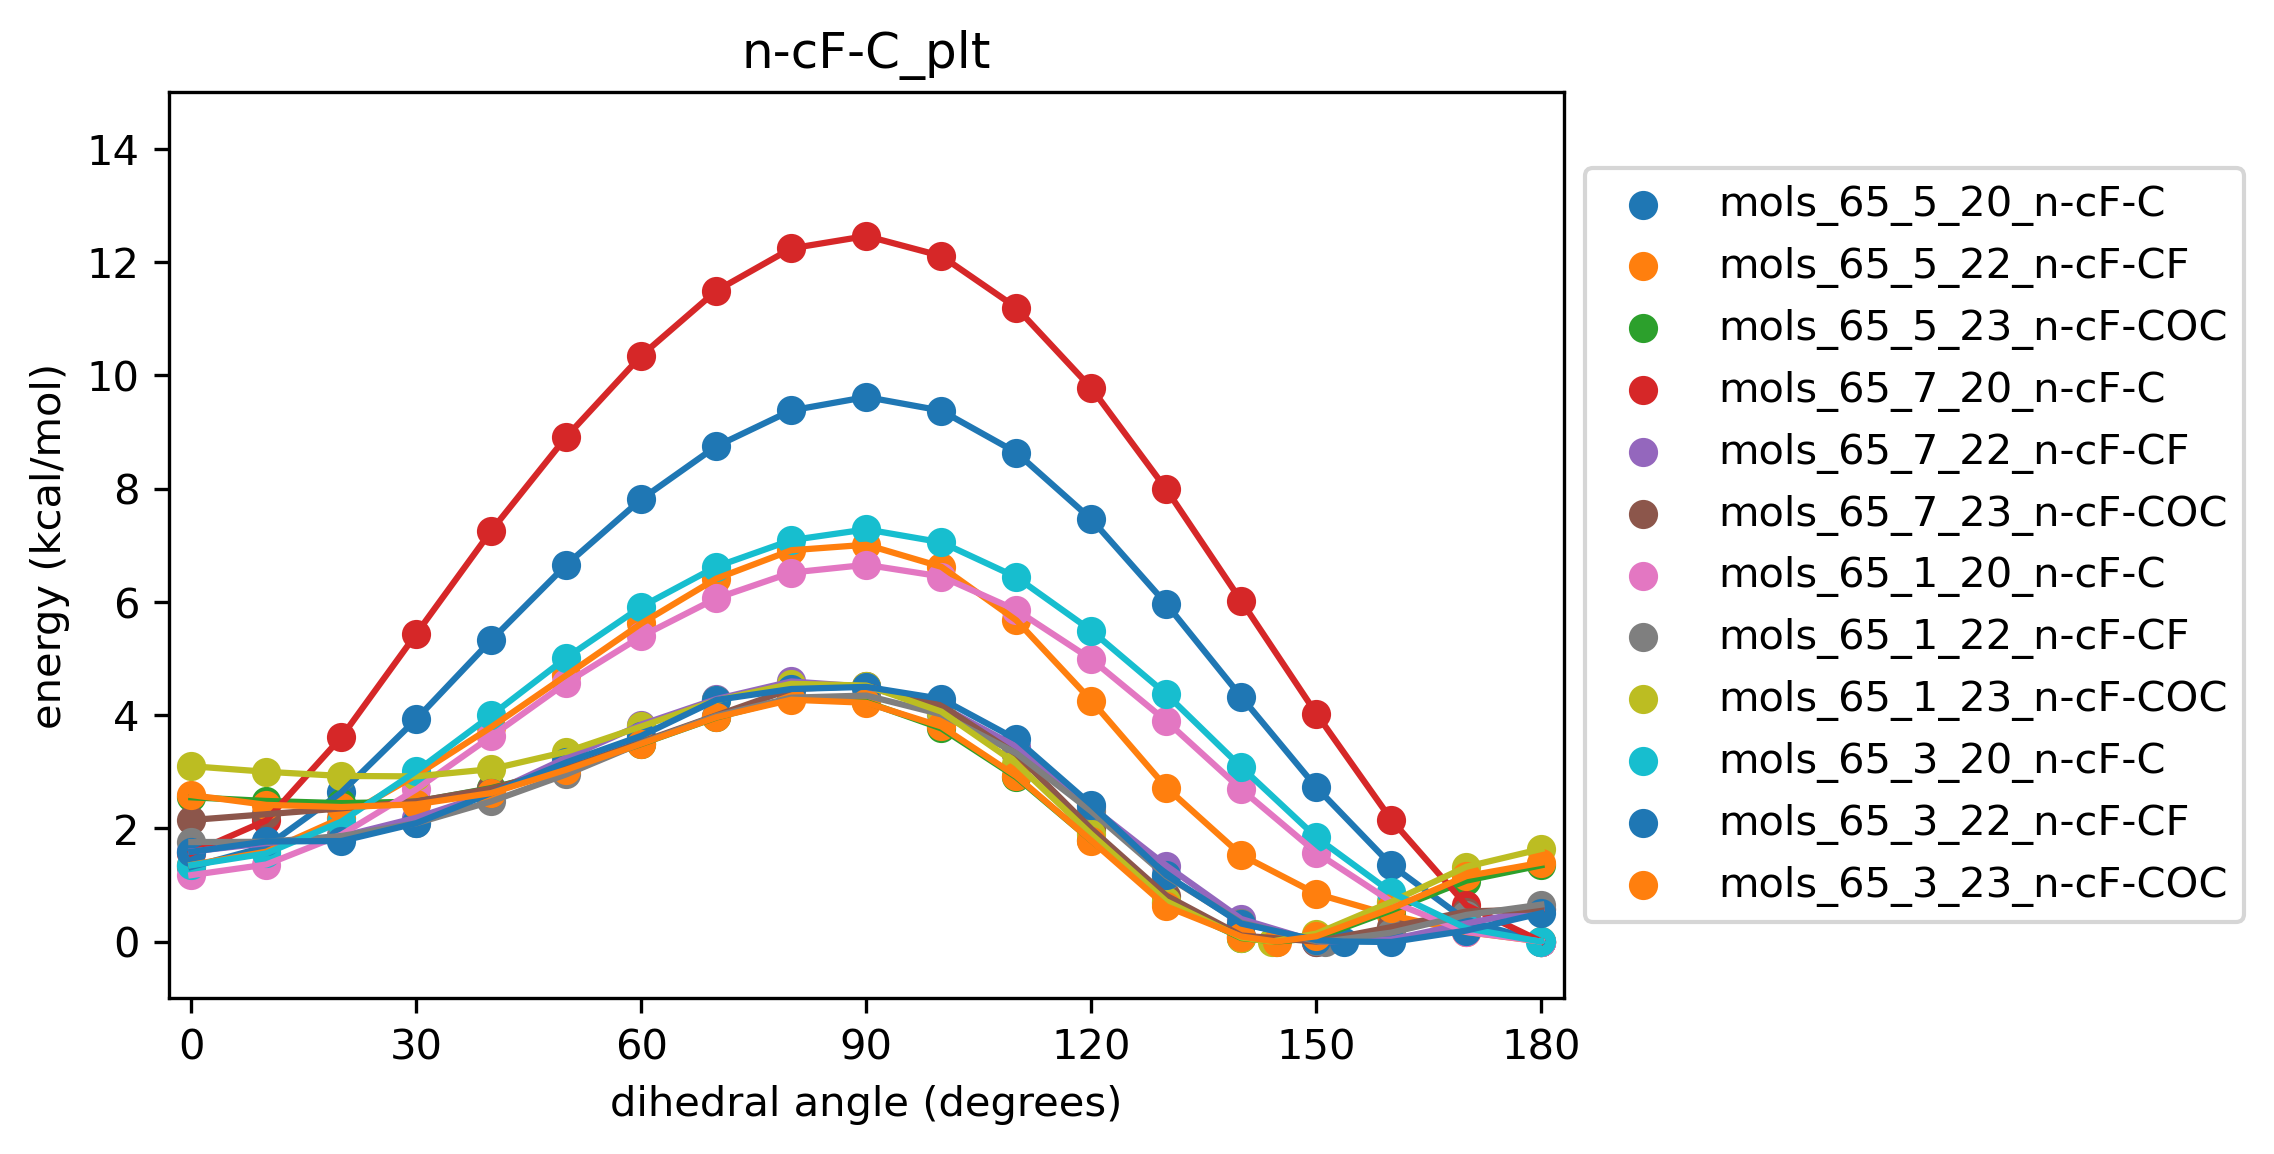 n-cF-C_plt
energy (kcal/mol)
14
12
10
8
6
4
2
0
0 30 60 90 120 150 180
dihedral angle (degrees)
mols_65_5_20_n-cF-C
mols_65_5_22_n-cF-CF
mols_65_5_23_n-cF-COC
mols_65_7_20_n-cF-C
mols_65_7_22_n-cF-CF
mols_65_7_23_n-cF-COC
mols_65_1_20_n-cF-C
mols_65_1_22_n-cF-CF
mols_65_1_23_n-cF-COC
mols_65_3_20_n-cF-C
mols_65_3_22_n-cF-CF
mols_65_3_23_n-cF-COC